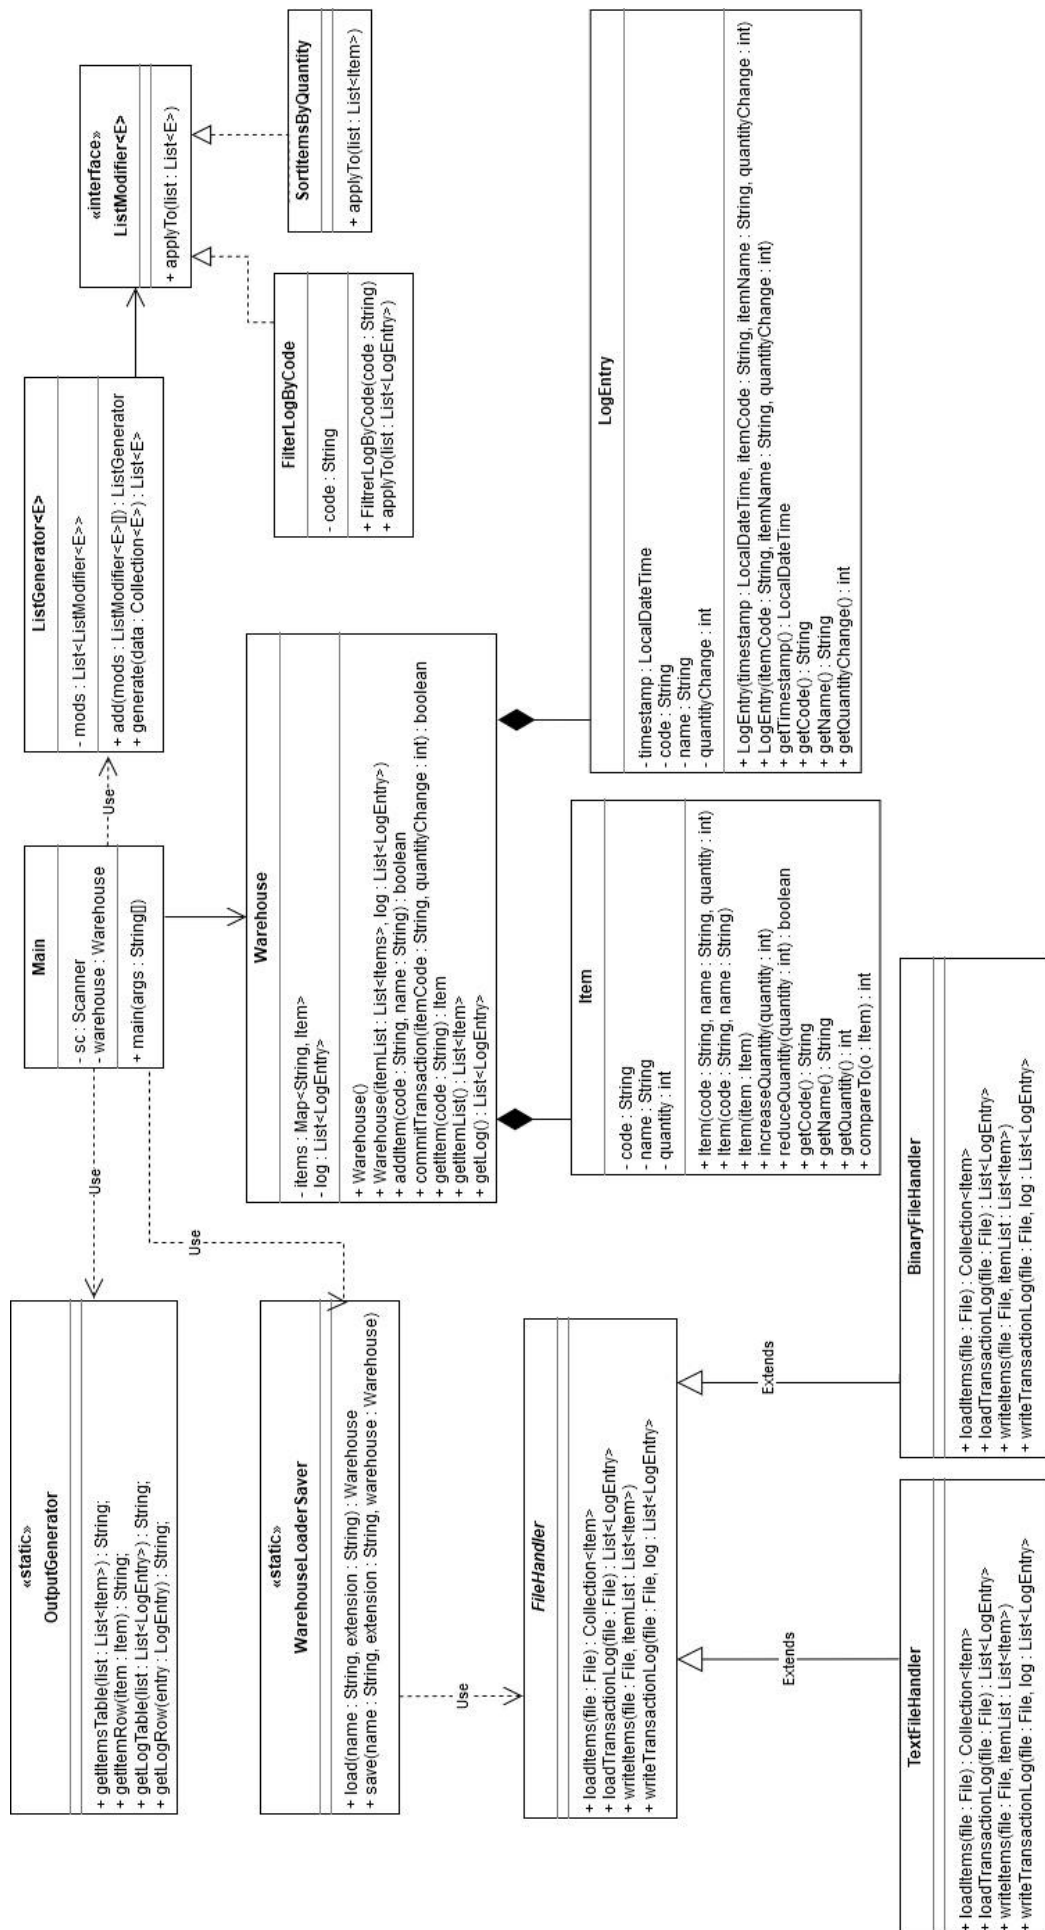 «static»
OutputGenerator
+ getItemsTable(list : List<Item>) : String;
+ getItemRow(item : Item) : String;
+ getLogTable(list : List<LogEntry>) : String;
+ getLogRow(entry : LogEntry) : String;
Use
Main
- sc : Scanner
- warehouse : Warehouse
+ main(args : String[])
Use
ListGenerator<E>
- mods : List<ListModifier<E>>
+ add(mods : ListModifier<E>[]) : ListGenerator
+ generate(data : Collection<E>) : List<E>
«interface»
ListModifier<E>
+ applyTo(list : List<E>)
Use
«static»
WarehouseLoaderSaver
+ load(name : String, extension : String) : Warehouse
+ save(name : String, extension : String, warehouse : Warehouse)
Warehouse
- items : Map<String, Item>
- log : List<LogEntry>
+ Warehouse()
+ Warehouse(itemList : List<Items>, log : List<LogEntry>)
+ addItem(code : String, name : String) : boolean
+ commitTransaction(itemCode : String, quantityChange : int) : boolean
+ getItem(code : String) : Item
+ getItemList() : List<Item>
+ getLog() : List<LogEntry>
FilterLogByCode
- code : String
+ FiltrerLogByCode(code : String)
+ applyTo(list : List<LogEntry>)
SortItemsByQuantity
+ applyTo(list : List<Item>)
Use
FileHandler
+ loadItems(file : File) : Collection<Item>
+ loadTransactionLog(file : File) : List<LogEntry>
+ writeItems(file : File, itemList : List<Item>)
+ writeTransactionLog(file : File, log : List<LogEntry>
Item
- code : String
- name : String
- quantity : int
+ Item(code : String, name : String, quantity : int)
+ Item(code : String, name : String)
+ Item(item : Item)
+ increaseQuantity(quantity : int)
+ reduceQuantity(quantity : int) : boolean
+ getCode() : String
+ getName() : String
+ getQuantity() : int
+ compareTo(o : Item) : int
LogEntry
- timestamp : LocalDateTime
- code : String
- name : String
- quantityChange : int
+ LogEntry(timestamp : LocalDateTime, itemCode : String, itemName : String, quantityChange : int)
+ LogEntry(itemCode : String, itemName : String, quantityChange : int)
+ getTimestamp() : LocalDateTime
+ getCode() : String
+ getName() : String
+ getQuantityChange() : int
Extends
Extends
TextFileHandler
+ loadItems(file : File) : Collection<Item>
+ loadTransactionLog(file : File) : List<LogEntry>
+ writeItems(file : File, itemList : List<Item>)
+ writeTransactionLog(file : File, log : List<LogEntry>
BinaryFileHandler
+ loadItems(file : File) : Collection<Item>
+ loadTransactionLog(file : File) : List<LogEntry>
+ writeItems(file : File, itemList : List<Item>)
+ writeTransactionLog(file : File, log : List<LogEntry>